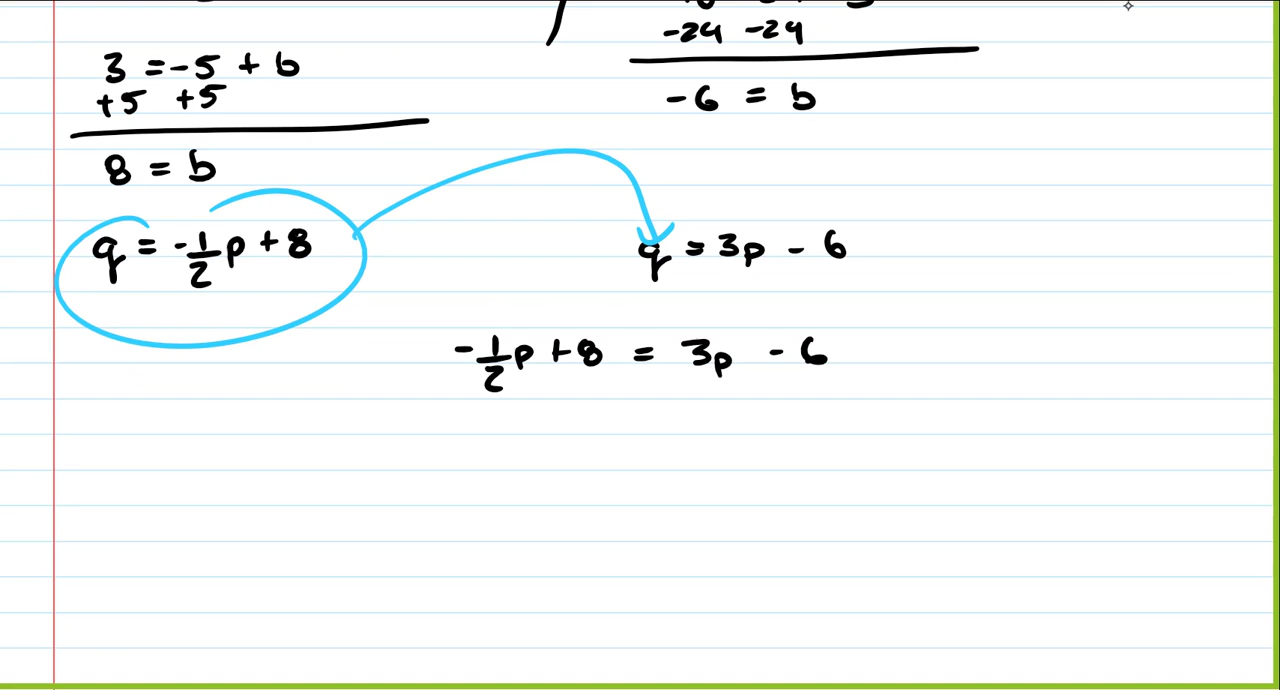 -24 -24
3 = -5 + b
+5 +5
-6 = b
8 = b
q = -1/2 p + 8
q = 3p - 6
-1/2 p + 8 = 3p - 6